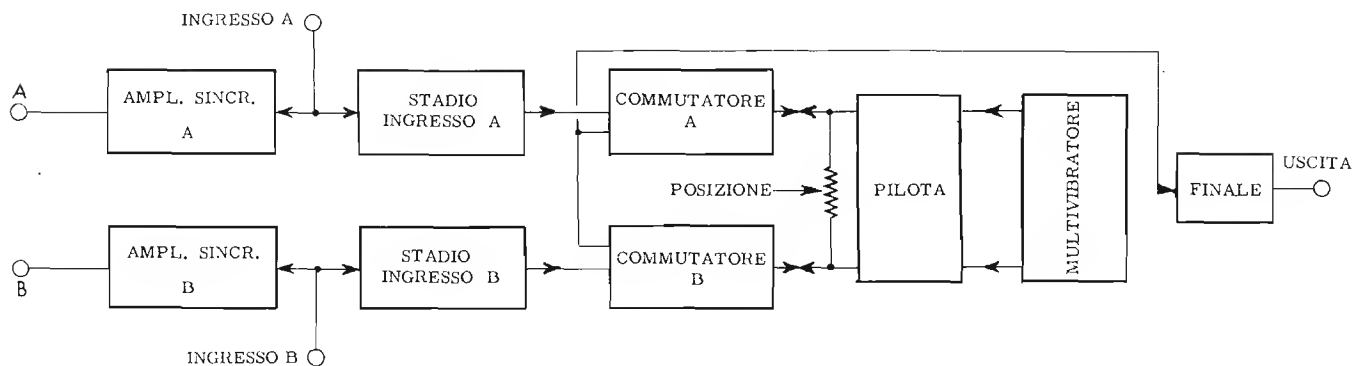 INGRESSO A
A
AMPL. SINCR.
A
STADIO
INGRESSO A
COMMUTATORE
A
POSIZIONE
PILOTA
MULTIVIBRATORE
FINALE
USCITA
B
AMPL. SINCR.
B
STADIO
INGRESSO B
COMMUTATORE
B
INGRESSO B